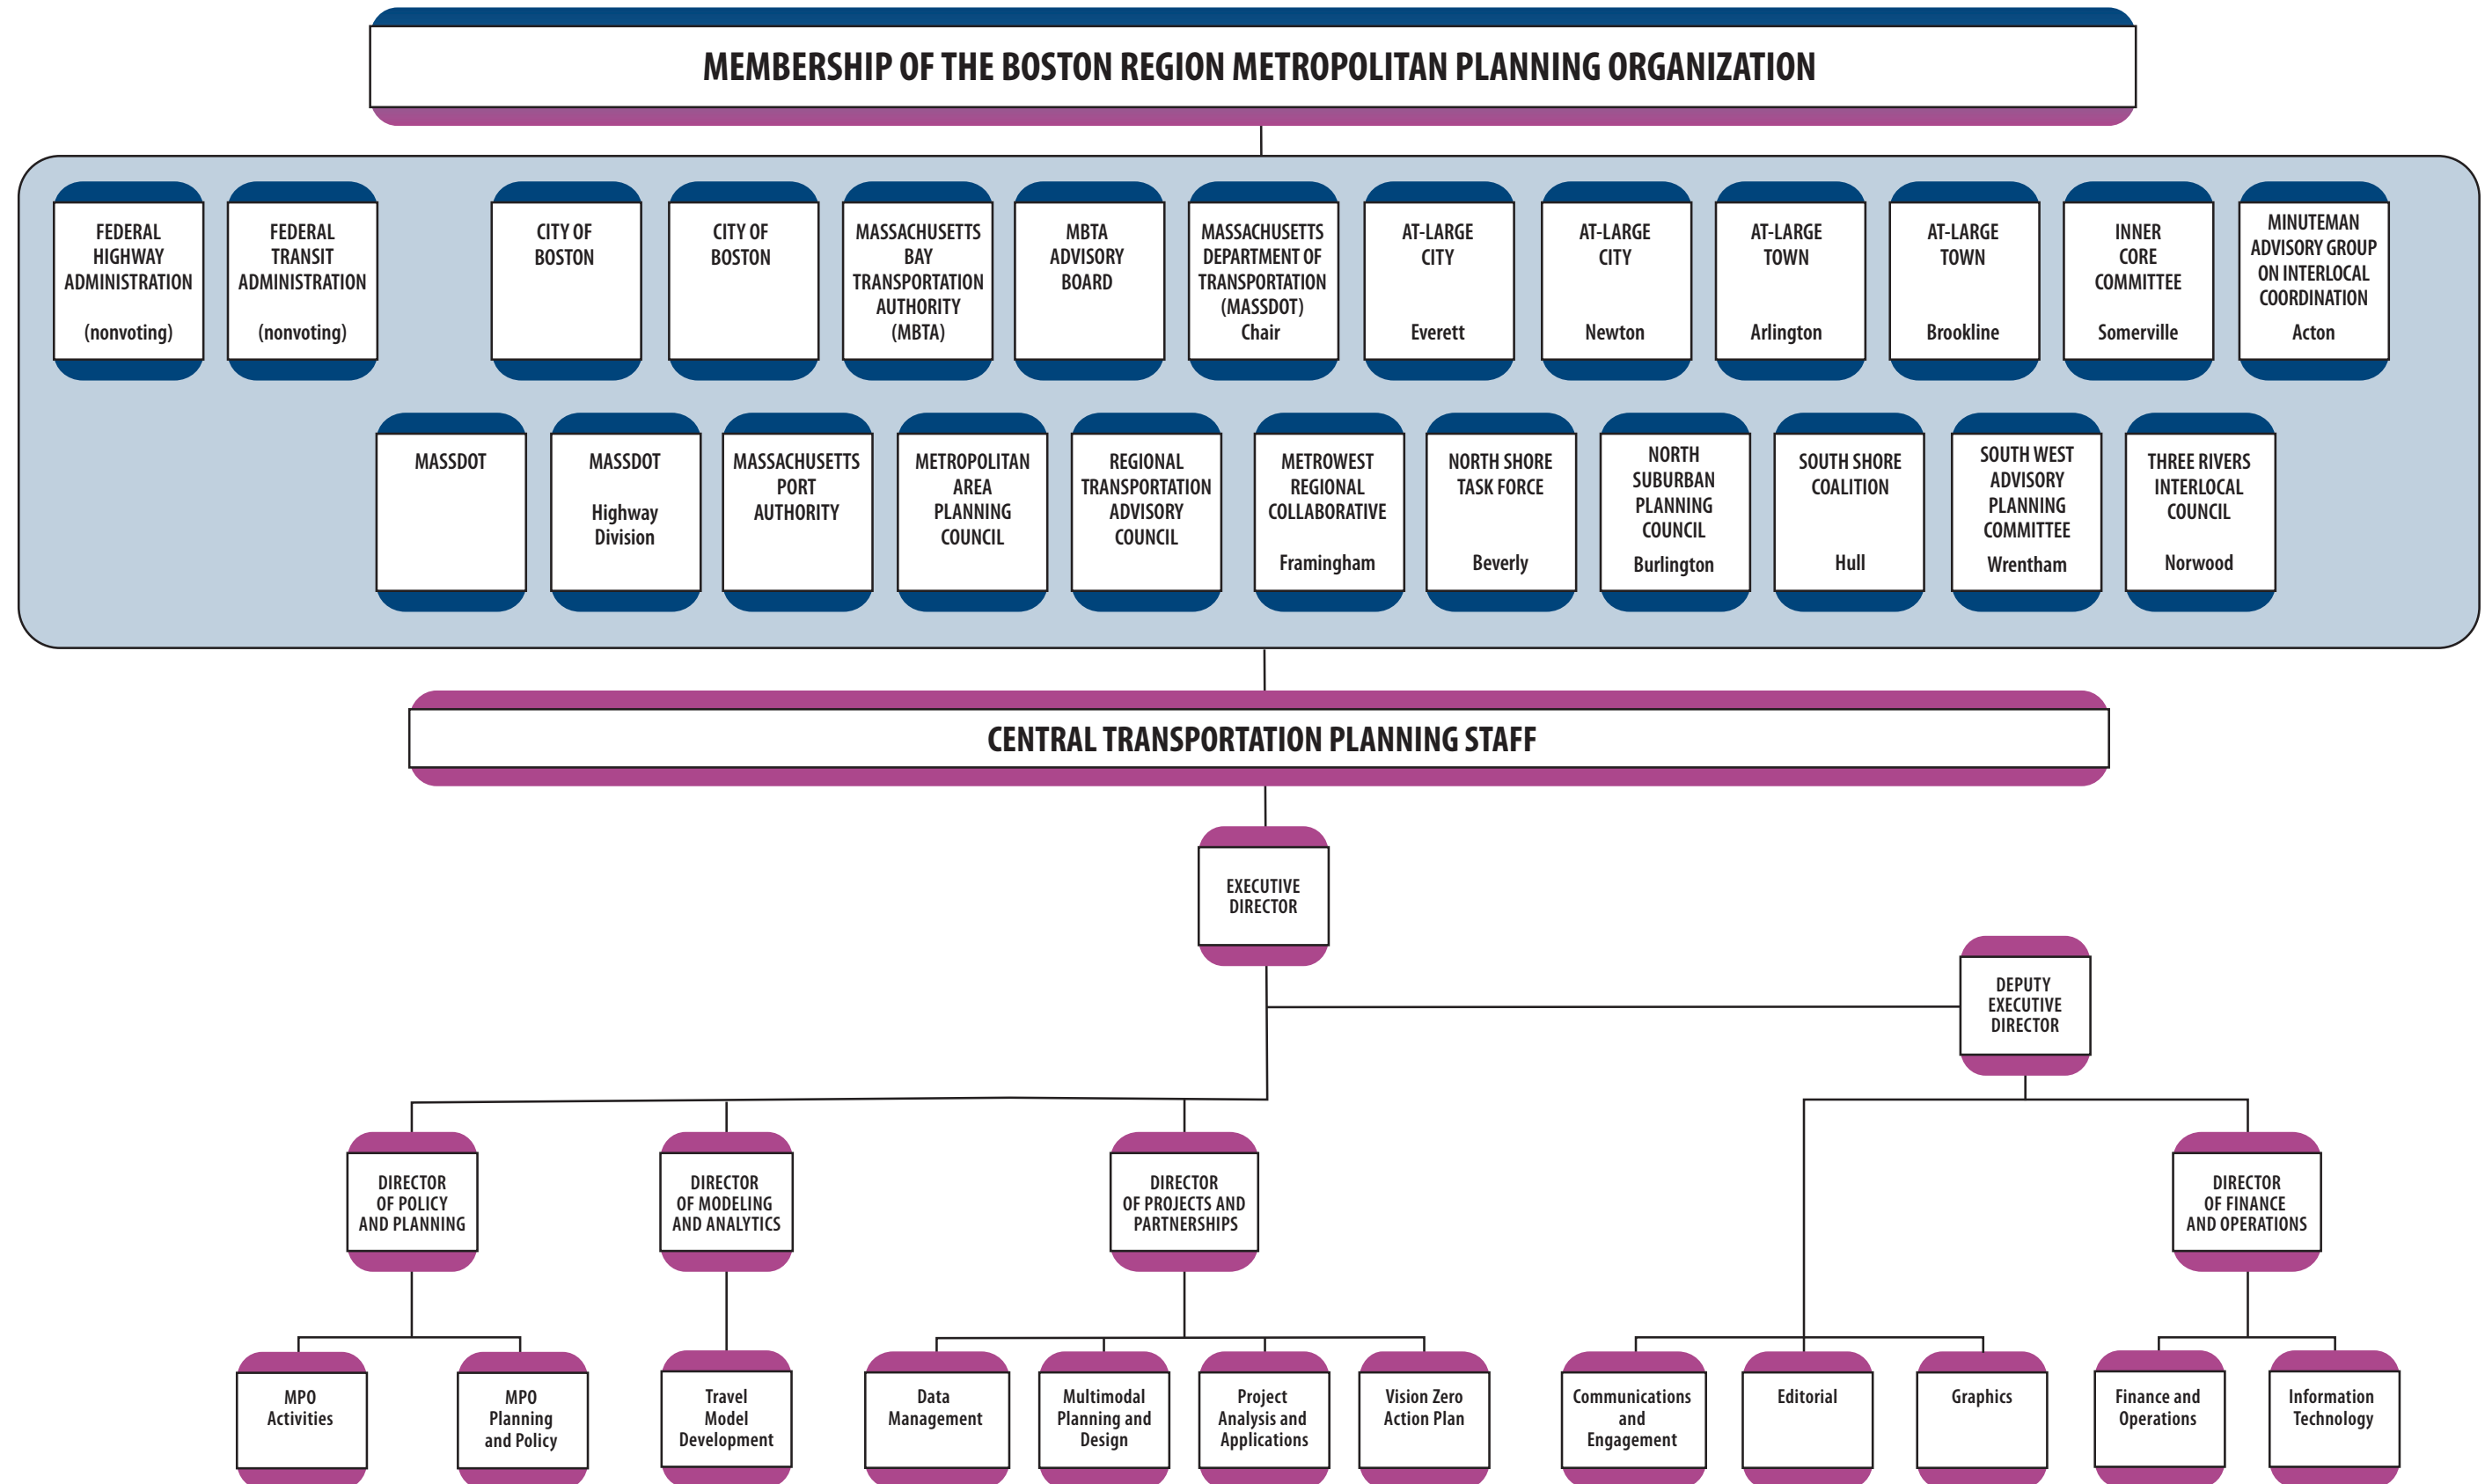 MEMBERSHIP OF THE BOSTON REGION METROPOLITAN PLANNING ORGANIZATION
FEDERAL
HIGHWAY
ADMINISTRATION
(nonvoting)
FEDERAL
TRANSIT
ADMINISTRATION
(nonvoting)
CITY OF
BOSTON
CITY OF
BOSTON
MASSACHUSETTS
BAY
TRANSPORTATION
AUTHORITY
(MBTA)
MBTA
ADVISORY
BOARD
MASSACHUSETTS
DEPARTMENT OF
TRANSPORTATION
(MASSDOT)
Chair
AT-LARGE
CITY
Everett
AT-LARGE
CITY
Newton
AT-LARGE
TOWN
Arlington
AT-LARGE
TOWN
Brookline
INNER
CORE
COMMITTEE
Somerville
MINUTEMAN
ADVISORY GROUP
ON INTERLOCAL
COORDINATION
Acton
MASSDOT
MASSDOT
Highway
Division
MASSACHUSETTS
PORT
AUTHORITY
METROPOLITAN
AREA
PLANNING
COUNCIL
REGIONAL
TRANSPORTATION
ADVISORY
COUNCIL
METROWEST
REGIONAL
COLLABORATIVE
Framingham
NORTH SHORE
TASK FORCE
Beverly
NORTH
SUBURBAN
PLANNING
COUNCIL
Burlington
SOUTH SHORE
COALITION
Hull
SOUTH WEST
ADVISORY
PLANNING
COMMITTEE
Wrentham
THREE RIVERS
INTERLOCAL
COUNCIL
Norwood
CENTRAL TRANSPORTATION PLANNING STAFF
EXECUTIVE
DIRECTOR
DEPUTY
EXECUTIVE
DIRECTOR
DIRECTOR
OF POLICY
AND PLANNING
DIRECTOR
OF MODELING
AND ANALYTICS
DIRECTOR
OF PROJECTS AND
PARTNERSHIPS
DIRECTOR
OF FINANCE
AND OPERATIONS
MPO
Activities
MPO
Planning
and Policy
Travel
Model
Development
Data
Management
Multimodal
Planning and
Design
Project
Analysis and
Applications
Vision Zero
Action Plan
Communications
and
Engagement
Editorial
Graphics
Finance and
Operations
Information
Technology